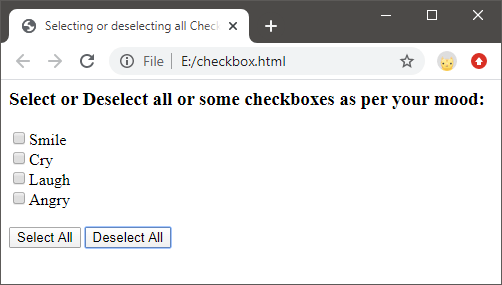 Selecting or deselecting all Chec
File | E:/checkbox.html
Select or Deselect all or some checkboxes as per your mood:
Smile
Cry
Laugh
Angry
Select All Deselect All